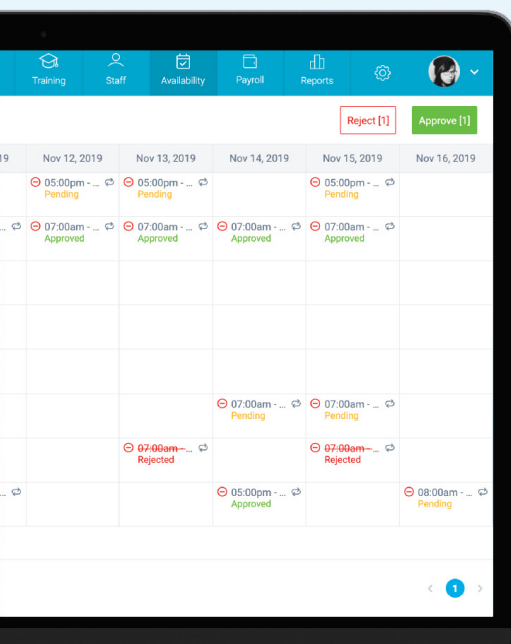 Training Staff Availability Payroll Reports
Reject [1] Approve [1]
19 Nov 12, 2019 Nov 13, 2019 Nov 14, 2019 Nov 15, 2019 Nov 16, 2019
05:00pm - ... 05:00pm - ... 05:00pm - ...
Pending Pending Pending
... 07:00am - ... 07:00am - ... 07:00am - ... 07:00am - ...
Approved Approved Approved Approved
07:00am - ... 07:00am - ...
Pending Pending
07:00am - ... 07:00am - ...
Rejected Rejected
... 05:00pm - ... 08:00am - ...
Approved Pending
1